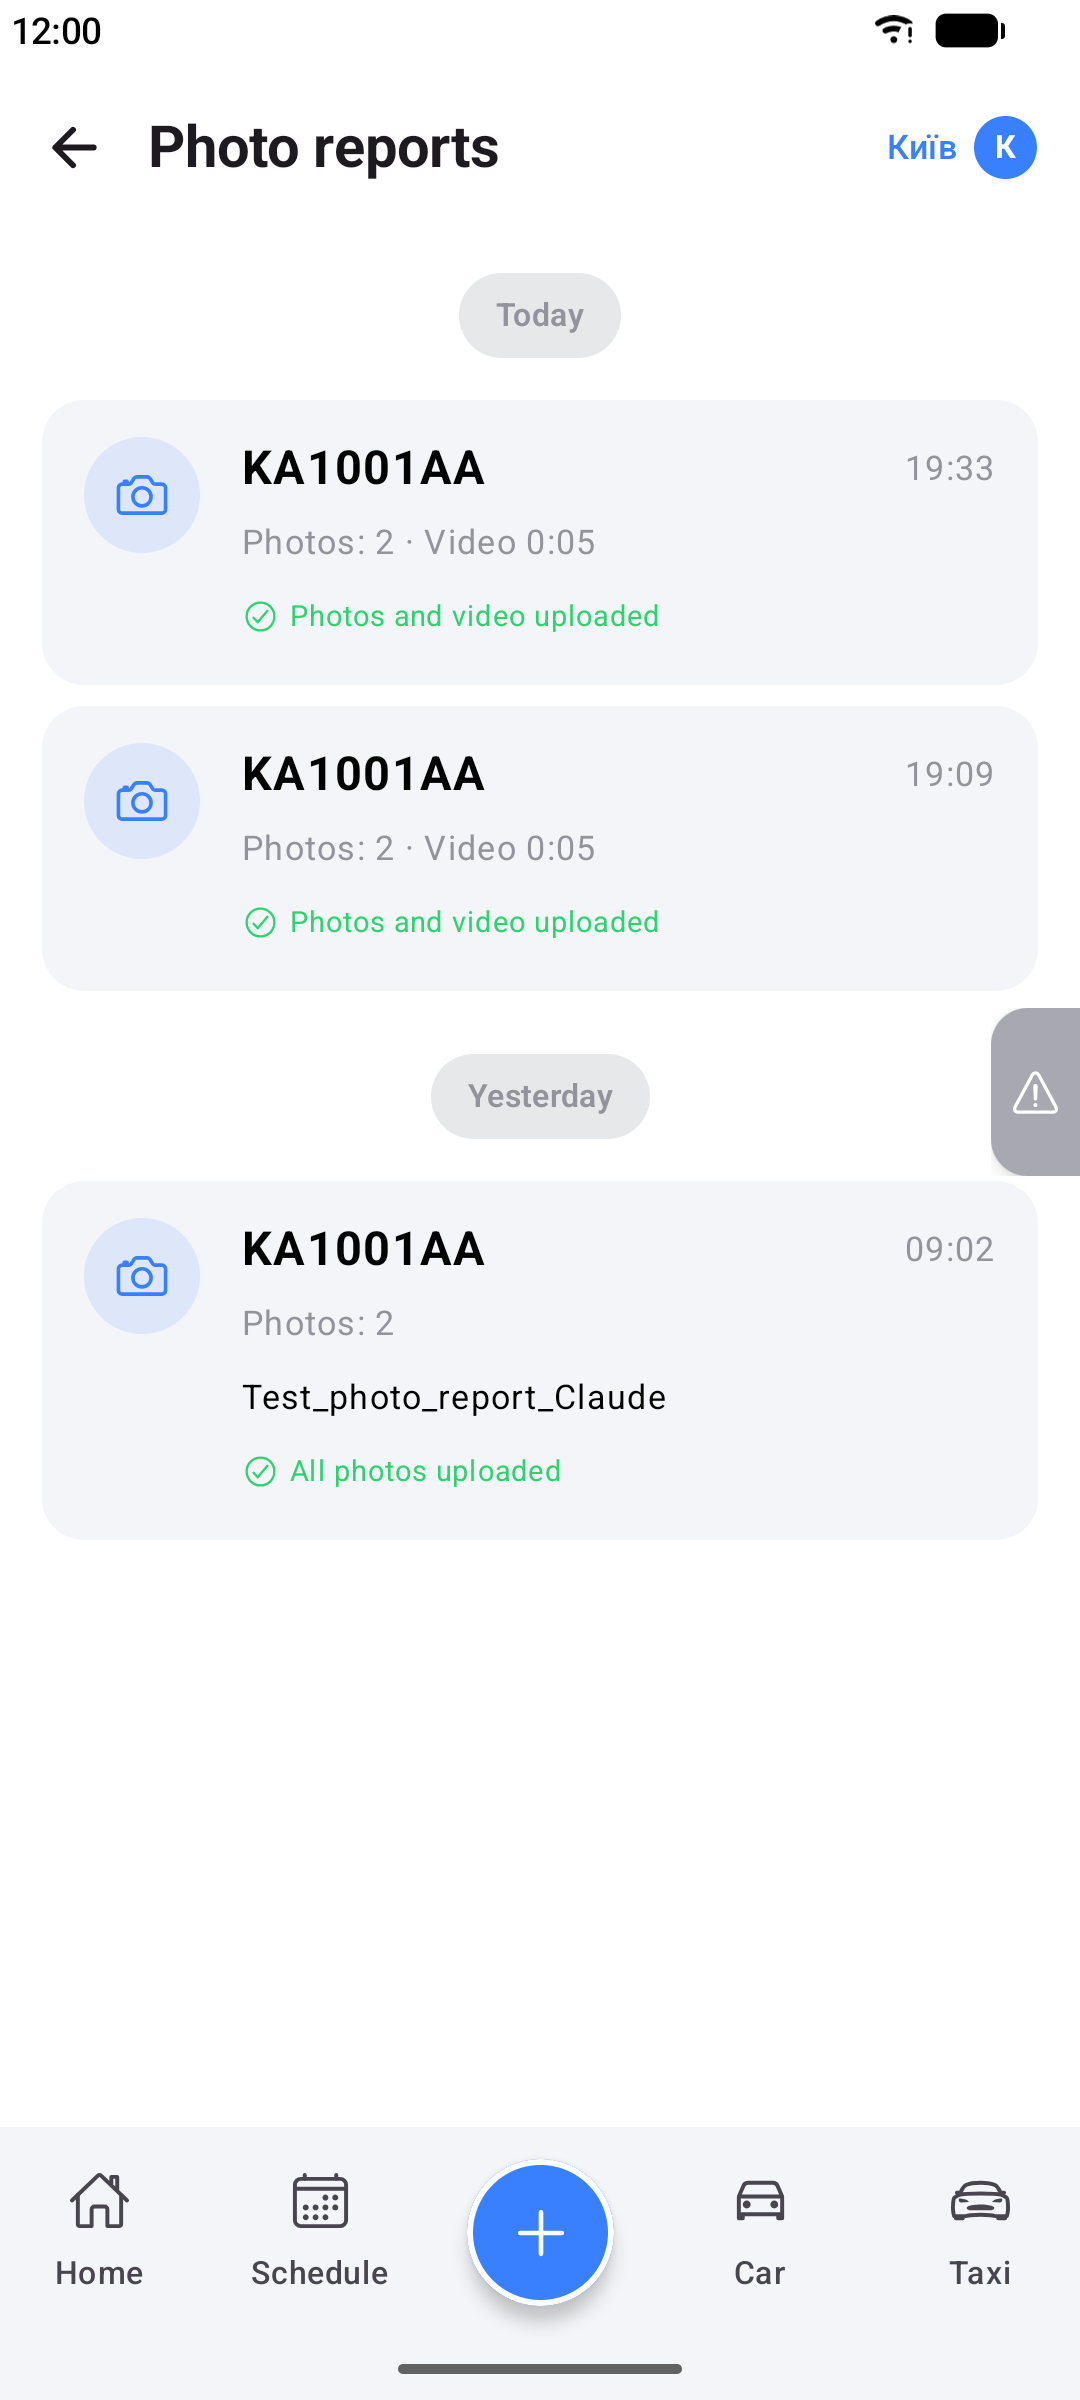 12:00
Photo reports
Київ
K
Today
KA1001AA
19:33
Photos: 2 · Video 0:05
Photos and video uploaded
KA1001AA
19:09
Photos: 2 · Video 0:05
Photos and video uploaded
Yesterday
KA1001AA
09:02
Photos: 2
Test_photo_report_Claude
All photos uploaded
Home
Schedule
Car
Taxi